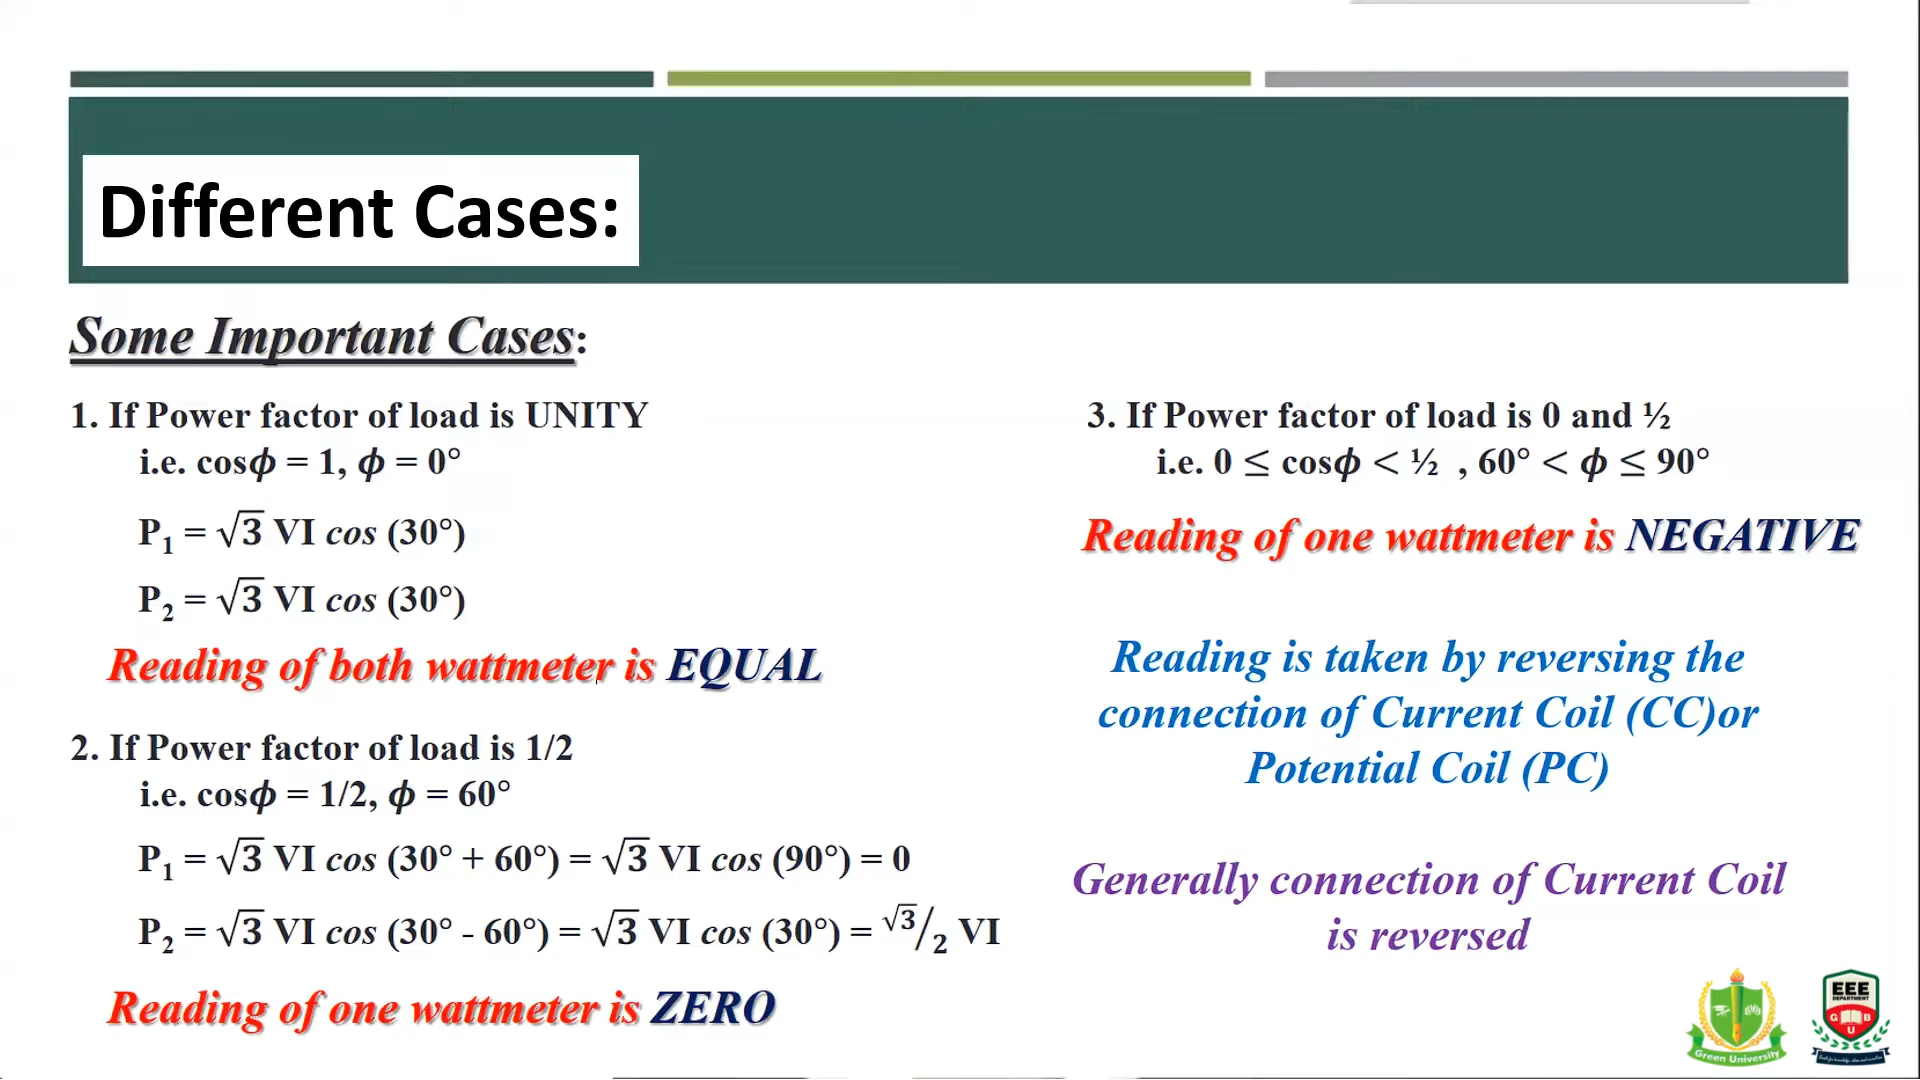 Different Cases:
Some Important Cases:
1. If Power factor of load is UNITY
i.e. cosϕ = 1, ϕ = 0°
P₁ = √3 VI cos (30°)
P₂ = √3 VI cos (30°)
Reading of both wattmeter is EQUAL
2. If Power factor of load is 1/2
i.e. cosϕ = 1/2, ϕ = 60°
P₁ = √3 VI cos (30° + 60°) = √3 VI cos (90°) = 0
P₂ = √3 VI cos (30° - 60°) = √3 VI cos (30°) = √3/2 VI
Reading of one wattmeter is ZERO
3. If Power factor of load is 0 and ½
i.e. 0 ≤ cosϕ < ½ , 60° < ϕ ≤ 90°
Reading of one wattmeter is NEGATIVE
Reading is taken by reversing the
connection of Current Coil (CC)or
Potential Coil (PC)
Generally connection of Current Coil
is reversed
Green University
EEE
DEPARTMENT
G U B